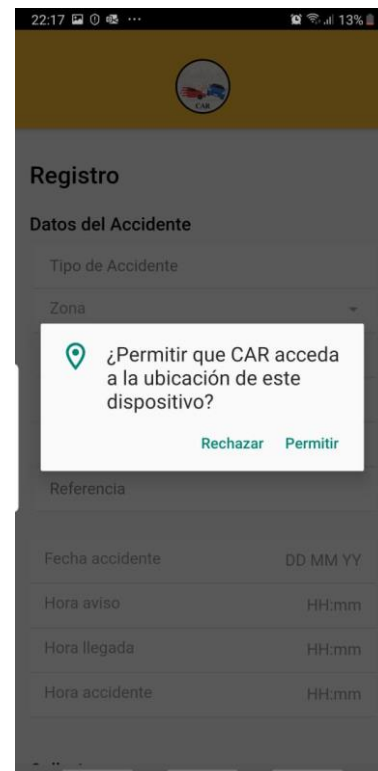 22:17
13%
CAR
Registro
Datos del Accidente
Tipo de Accidente
Zona
¿Permitir que CAR acceda
a la ubicación de este
dispositivo?
Rechazar Permitir
Referencia
Fecha accidente DD MM YY
Hora aviso HH:mm
Hora llegada HH:mm
Hora accidente HH:mm